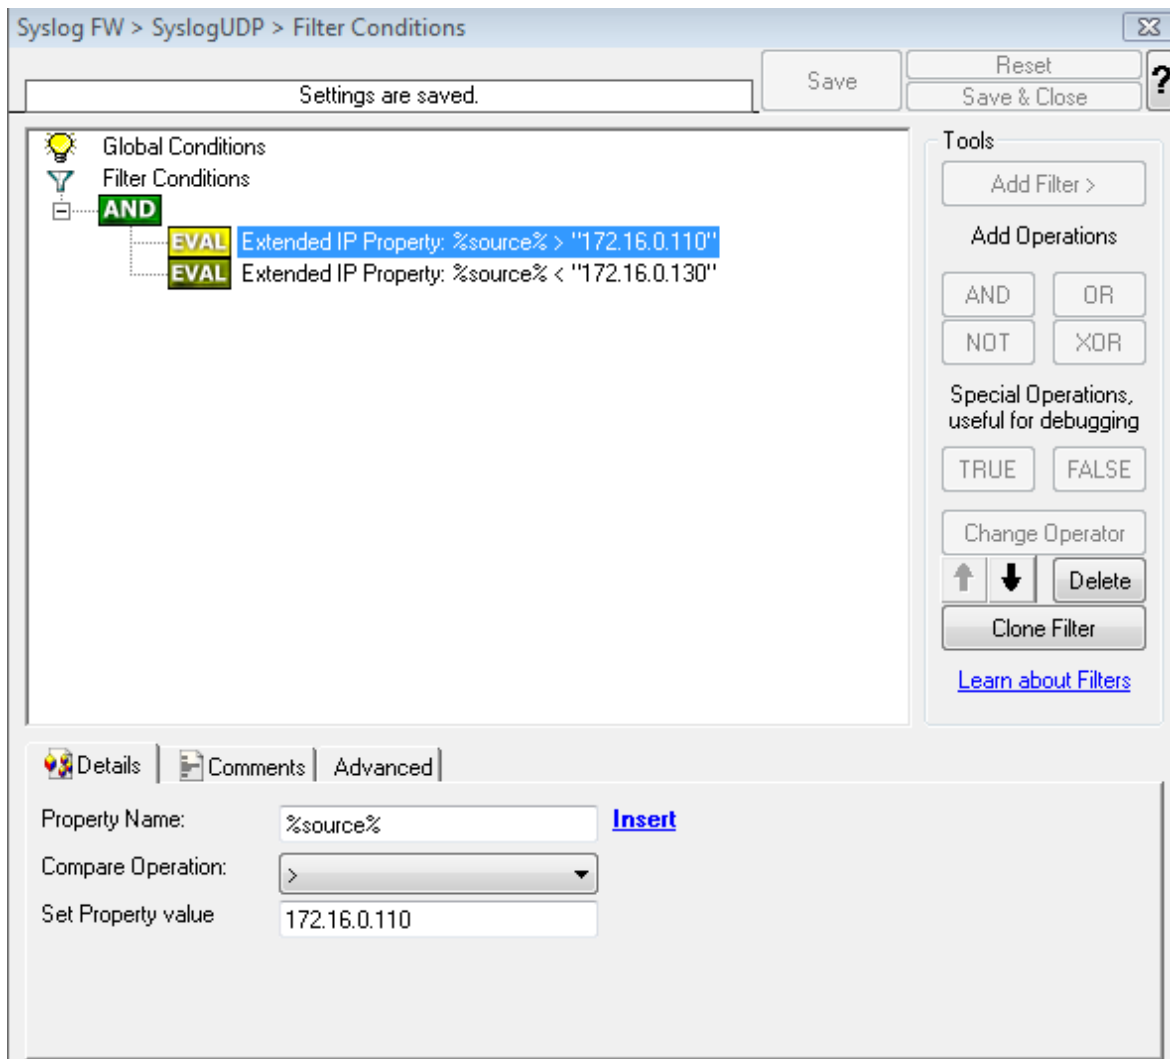 Syslog FW > SyslogUDP > Filter Conditions
Settings are saved.
Save
Reset
Save & Close
?
Global Conditions
Filter Conditions
AND
EVAL Extended IP Property: %source% > "172.16.0.110"
EVAL Extended IP Property: %source% < "172.16.0.130"
Tools
Add Filter >
Add Operations
AND OR
NOT XOR
Special Operations,
useful for debugging
TRUE FALSE
Change Operator
Delete
Clone Filter
Learn about Filters
Details Comments Advanced
Property Name: %source% Insert
Compare Operation: >
Set Property value 172.16.0.110